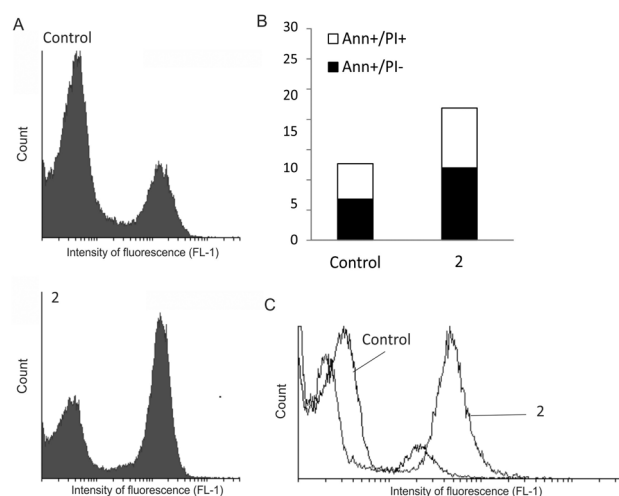 A
Control
Count
Intensity of fluorescence (FL-1)
2
Count
Intensity of fluorescence (FL-1)
B
30
25
20
15
10
5
0
Ann+/PI+
Ann+/PI-
Control
2
C
Control
2
Count
Intensity of fluorescence (FL-1)